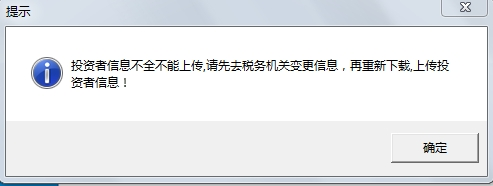 提示
投资者信息不全不能上传,请先去税务机关变更信息，再重新下载,上传投
资者信息！
确定